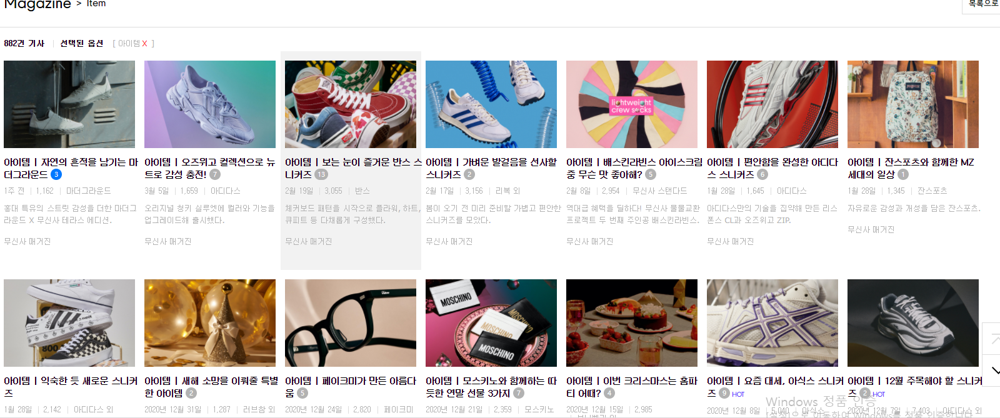 Magazine > Item
목록으로
882건 기사 | 선택된 옵션 [ 아이템 X ]
lightweight
crew socks
아이템 | 자연의 흔적을 남기는 마
더그라운드 3
1주 전 | 1,162 | 마더그라운드
홍대 특유의 스트릿 감성을 더한 마더그
라운드 X 무신사 테라스 에디션.
무신사 매거진
아이템 | 오즈위고 컬렉션으로 뉴
트로 감성 충전! 7
3월 5일 | 1,659 | 아디다스
오리지널 청키 실루엣에 컬러와 기능을
업그레이드해 출시했다.
무신사 매거진
아이템 | 보는 눈이 즐거운 반스 스
니커즈 13
2월 19일 | 3,055 | 반스
체커보드 패턴을 시작으로 플라워, 하트,
큐피트 등 다채롭게 구성했다.
무신사 매거진
아이템 | 가벼운 발걸음을 선사할
스니커즈 2
2월 17일 | 3,156 | 리복 외
봄이 오기 전 미리 준비할 가볍고 편안한
스니커즈를 모았다.
무신사 매거진
아이템 | 배스킨라빈스 아이스크림
중 무슨 맛 좋아해? 5
2월 8일 | 2,954 | 무신사 스탠다드
역대급 혜택을 딜하다! 무신사 물물교환
프로젝트 두 번째 주인공 배스킨라빈스.
무신사 매거진
아이템 | 편안함을 완성한 아디다
스 스니커즈 6
1월 28일 | 1,645 | 아디다스
아디다스만의 기술을 집약해 만든 리스
폰스 CL과 오즈위고 ZIP.
무신사 매거진
아이템 | 잔스포츠와 함께한 MZ
세대의 일상 1
1월 28일 | 1,345 | 잔스포츠
자유로운 감성과 개성을 담은 잔스포츠.
무신사 매거진
MOSCHINO
MOSCHINO
MOSCHINO
아이템 | 익숙한 듯 새로운 스니커
즈
1월 28일 | 2,142 | 아디다스 외
아이템 | 새해 소망을 이뤄줄 특별
한 아이템 2
2020년 12월 31일 | 1,287 | 러브참 외
아이템 | 페이크미가 만든 아름다
움 5
2020년 12월 24일 | 2,820 | 페이크미
아이템 | 모스키노와 함께하는 따
듯한 연말 선물 3가지 7
2020년 12월 21일 | 2,359 | 모스키노
아이템 | 이번 크리스마스는 홈파
티 어때? 4
2020년 12월 15일 | 2,985
아이템 | 요즘 대세, 아식스 스니커
즈 9 HOT
2020년 12월 8일 | 5,040 | 아식스
아이템 | 12월 주목해야 할 스니커
즈 2 HOT
2020년 12월 7일 | 7,403 | 아디다스 외
Windows 정품 인증
[설정]으로 이동하여 Windows를 정품 인증합니다.